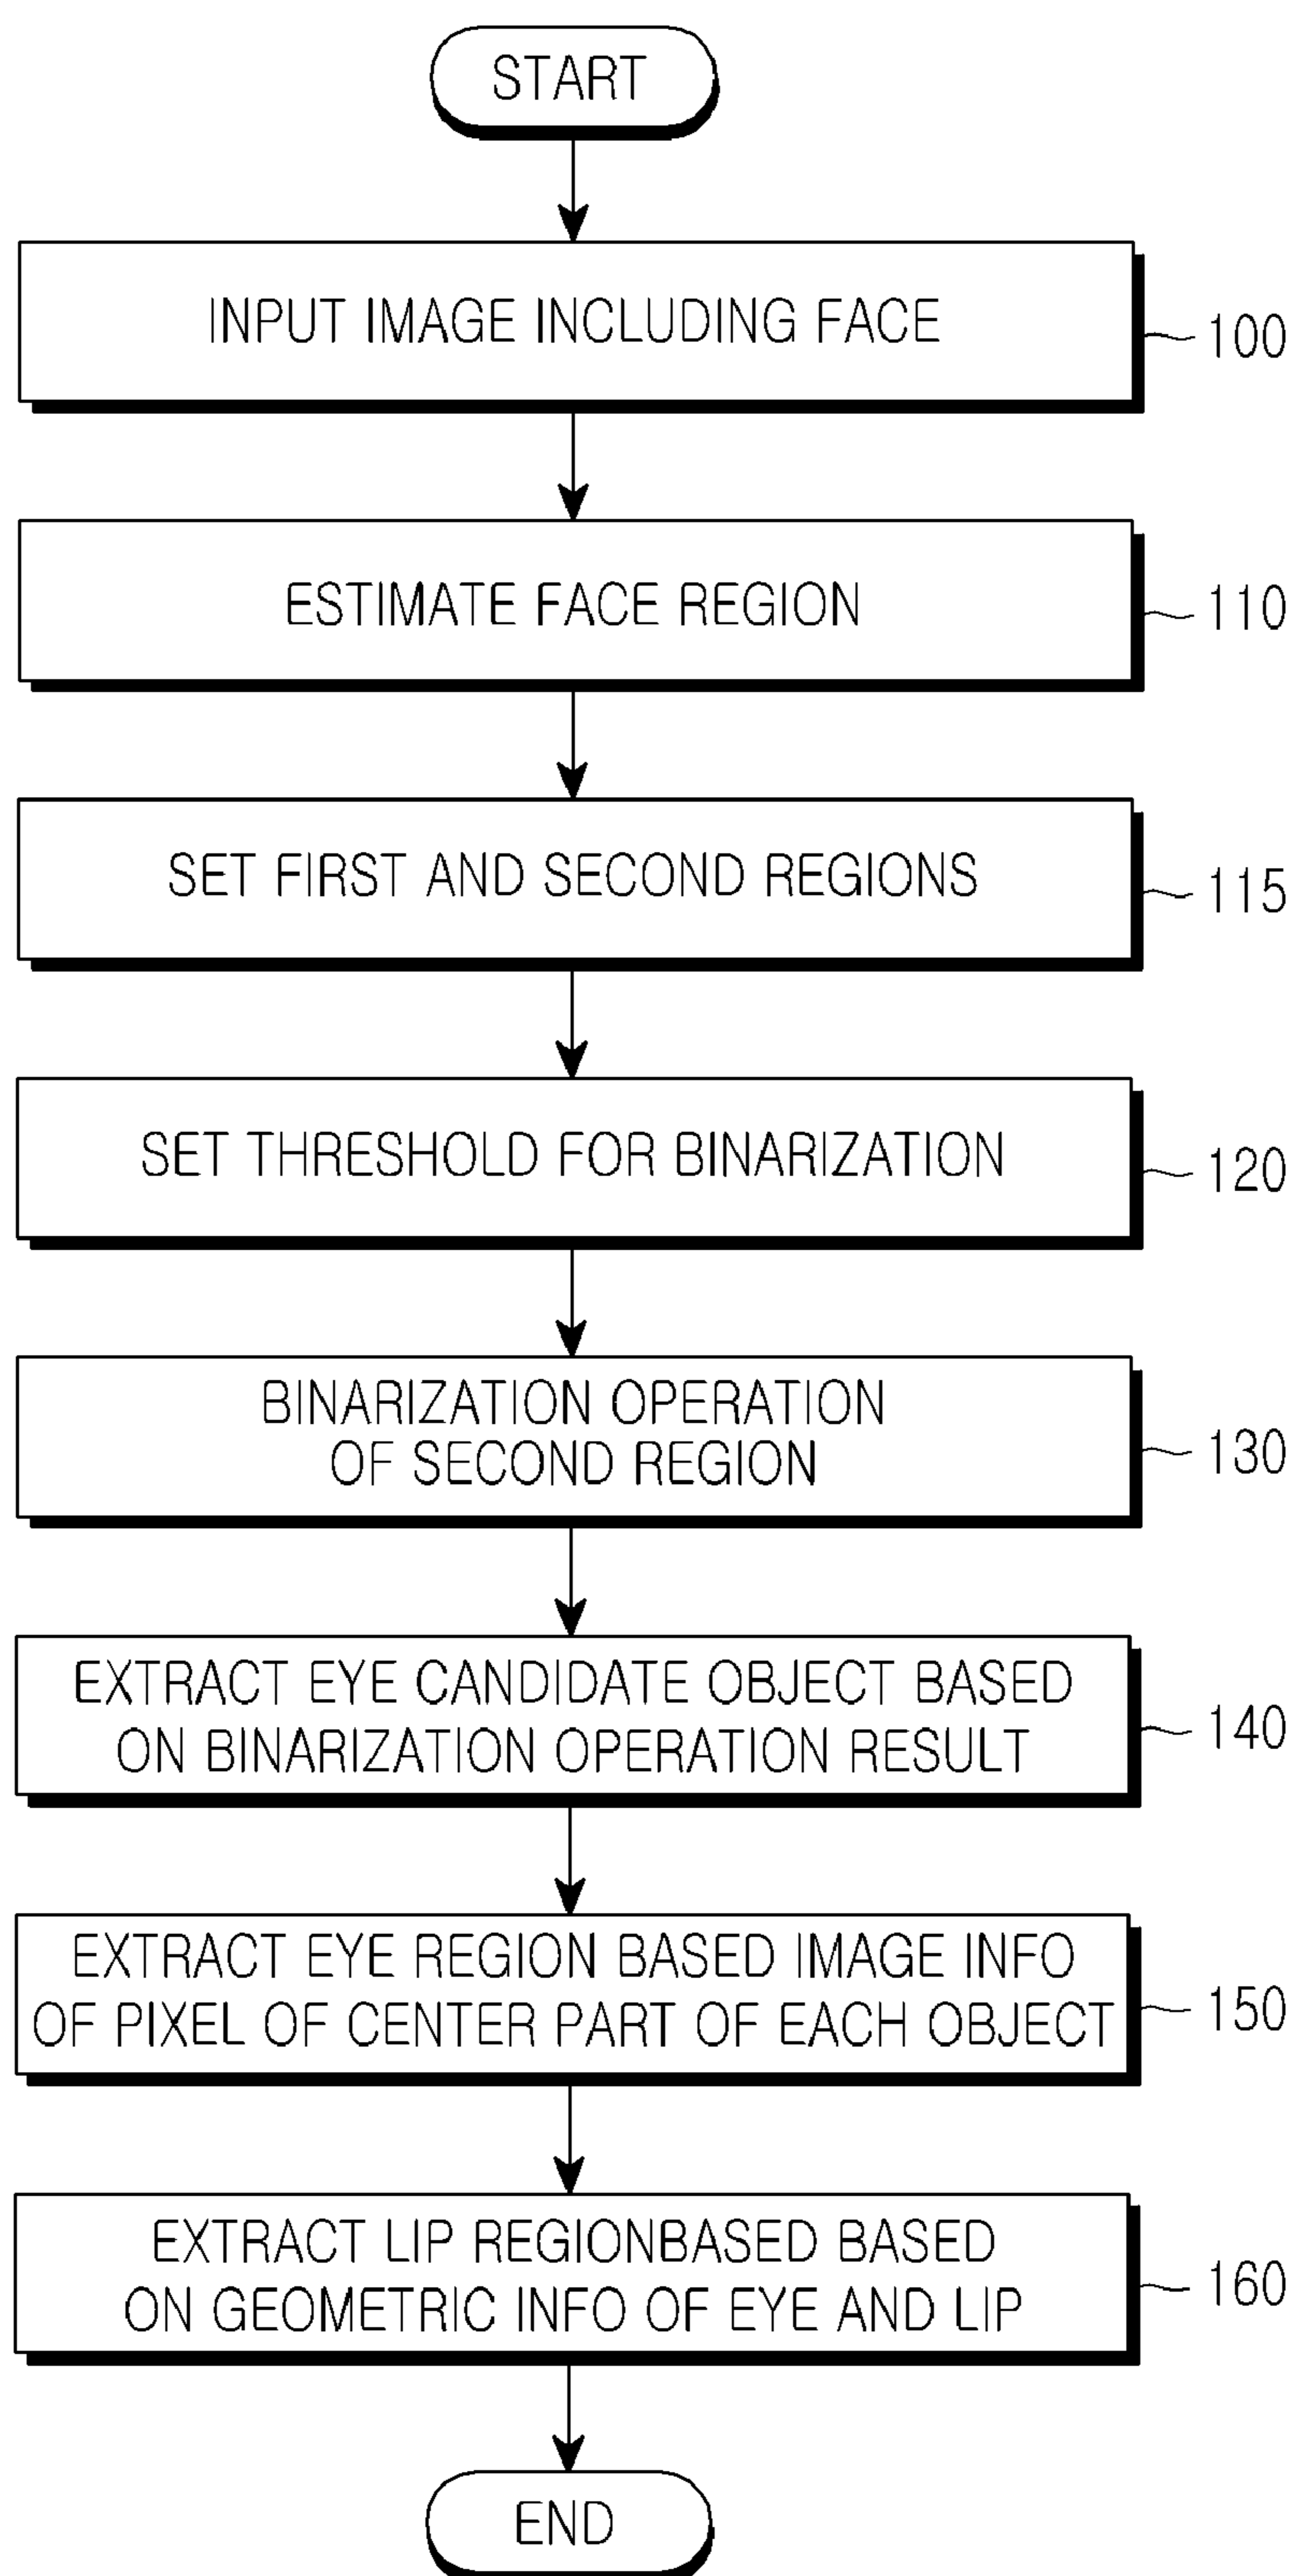 START
INPUT IMAGE INCLUDING FACE
100
ESTIMATE FACE REGION
110
SET FIRST AND SECOND REGIONS
115
SET THRESHOLD FOR BINARIZATION
120
BINARIZATION OPERATION
OF SECOND REGION
130
EXTRACT EYE CANDIDATE OBJECT BASED
ON BINARIZATION OPERATION RESULT
140
EXTRACT EYE REGION BASED IMAGE INFO
OF PIXEL OF CENTER PART OF EACH OBJECT
150
EXTRACT LIP REGIONBASED BASED
ON GEOMETRIC INFO OF EYE AND LIP
160
END